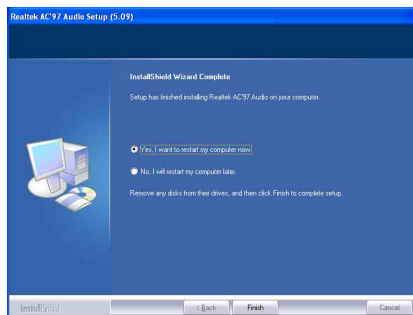 Realtek AC'97 Audio Setup (5.09)
InstallShield Wizard Complete
Setup has finished installing Realtek AC'97 Audio on your computer.
Yes, I want to restart my computer now.
No, I will restart my computer later.
Remove any disks from their drives, and then click Finish to complete setup.
InstallShield
< Back Finish Cancel